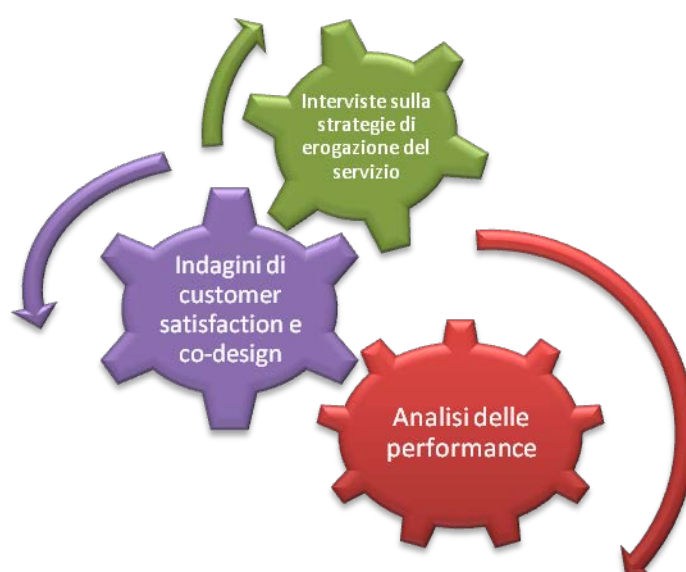 Interviste sulla
strategie di
erogazione del
servizio
Indagini di
customer
satisfaction e
co-design
Analisi delle
performance